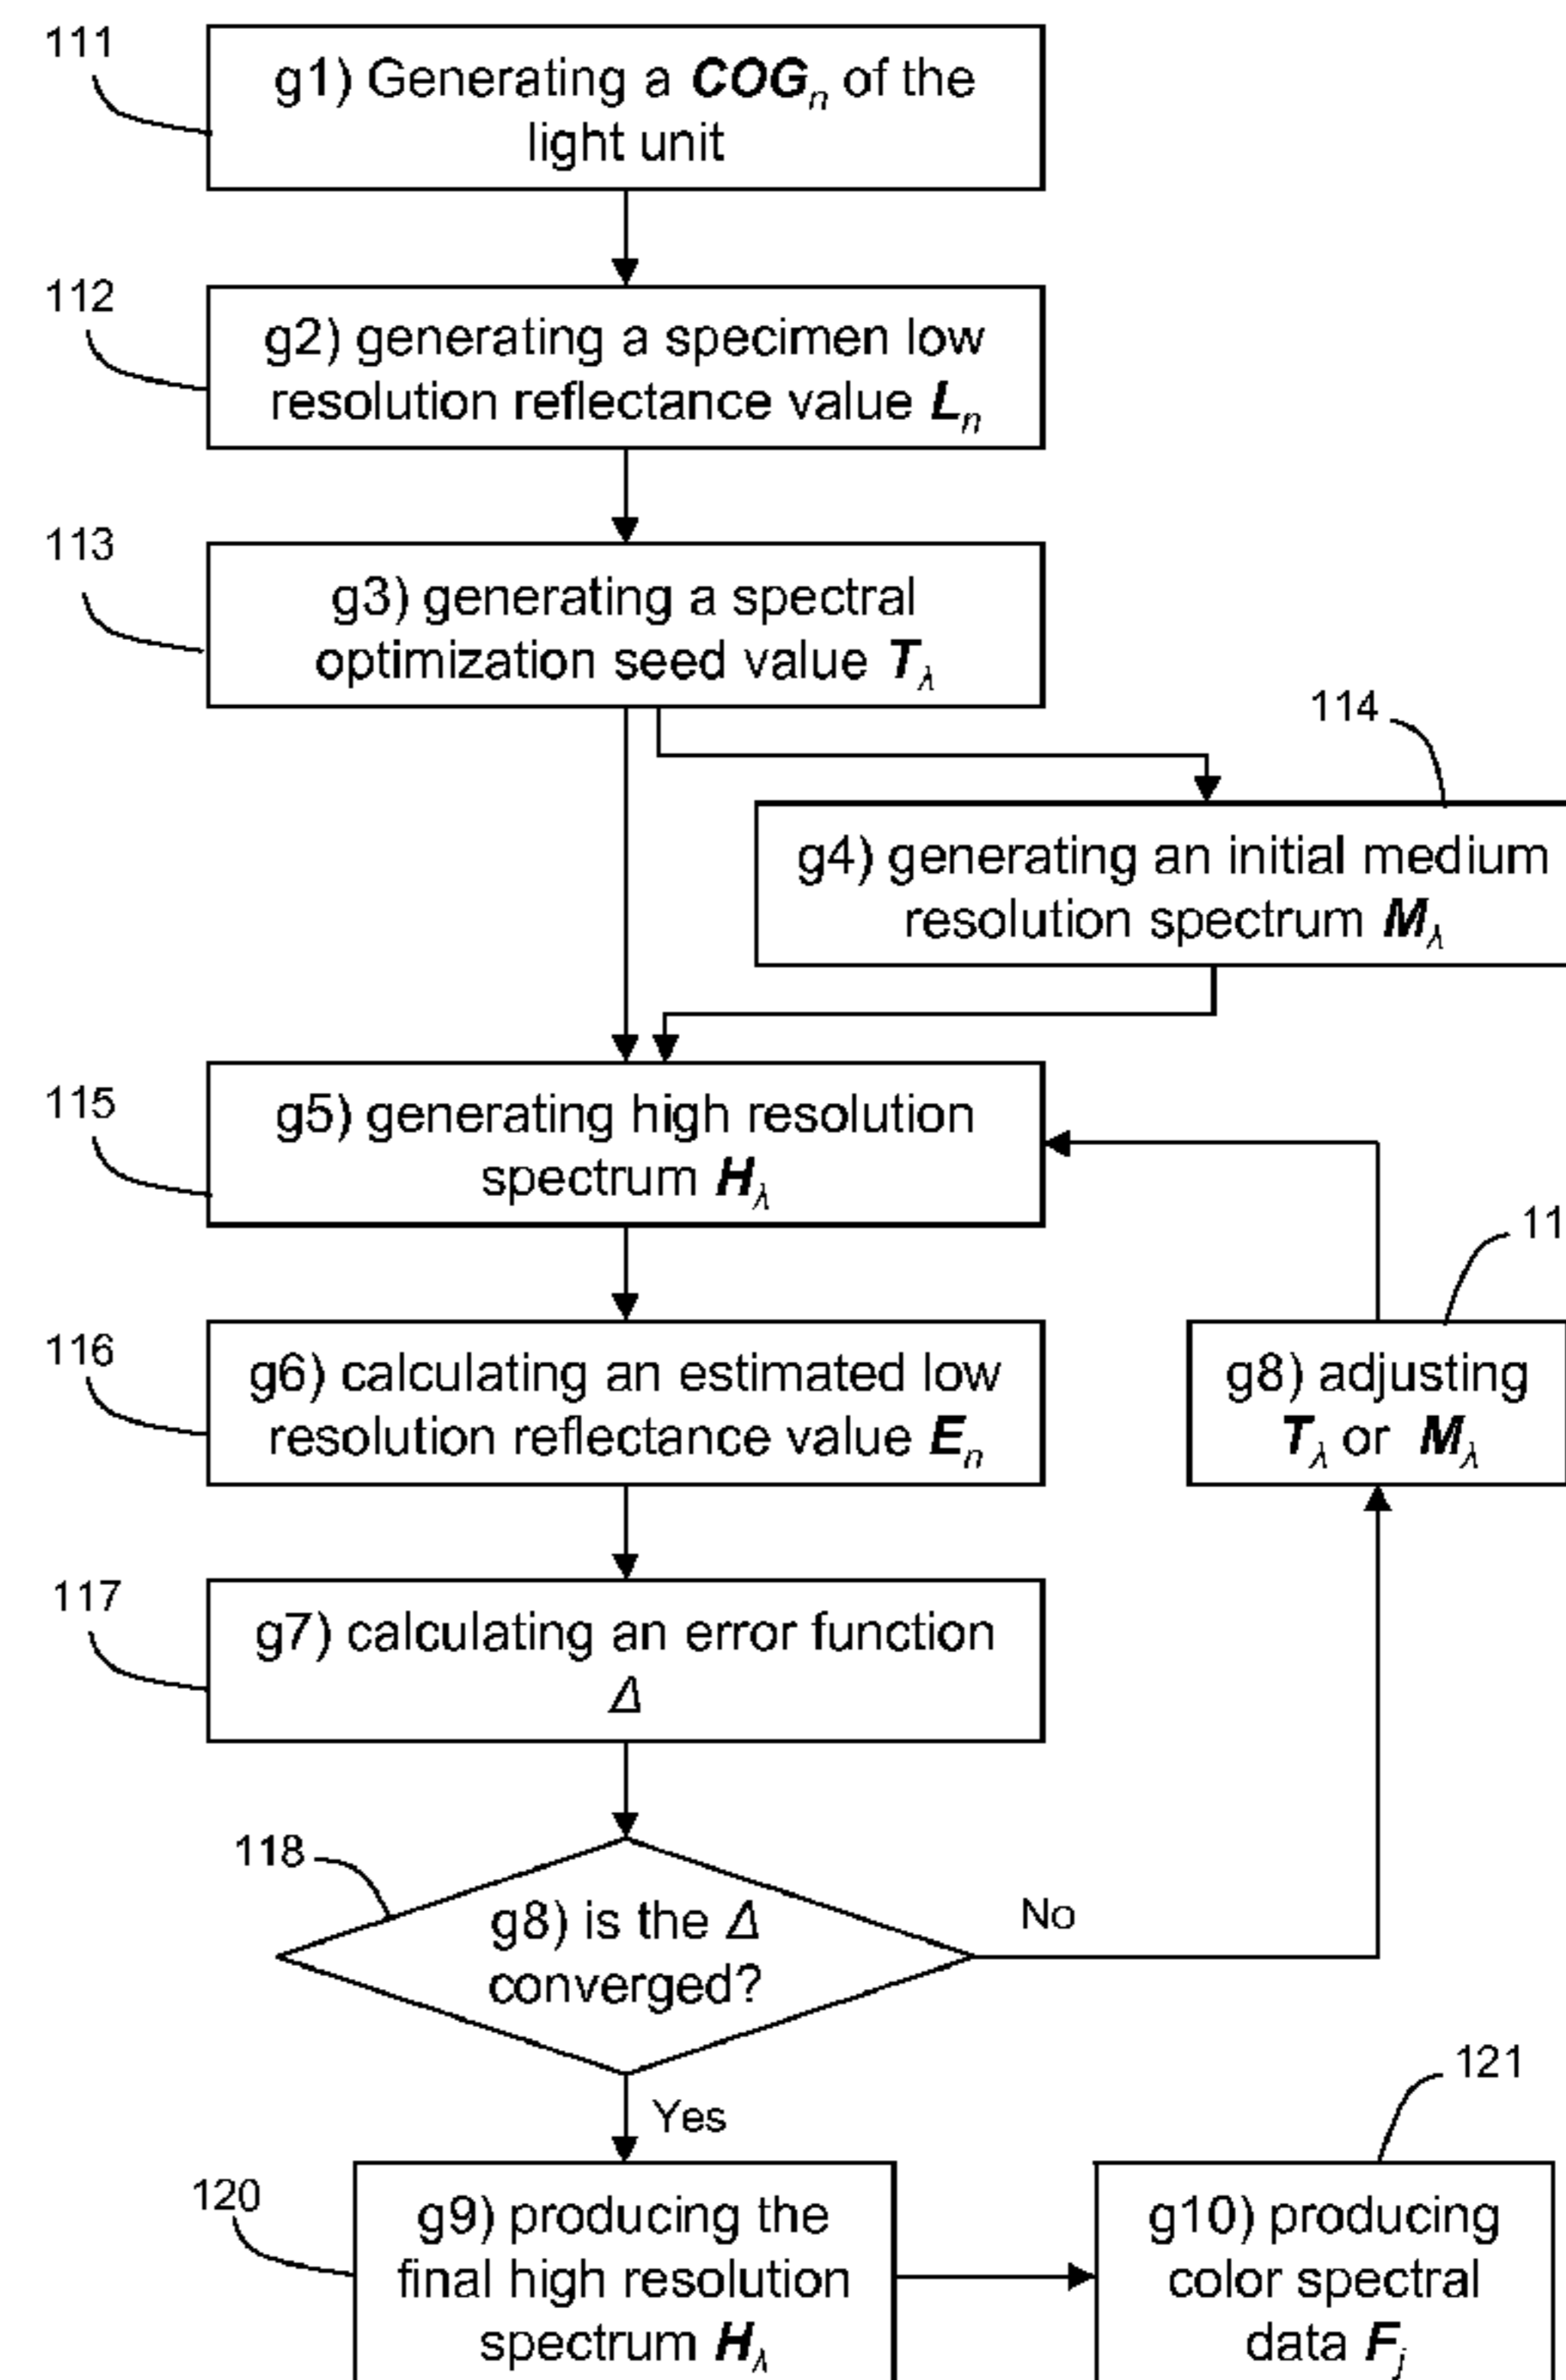 111
g1) Generating a COGn of the
light unit
112
g2) generating a specimen low
resolution reflectance value Ln
113
g3) generating a spectral
optimization seed value Tλ
114
g4) generating an initial medium
resolution spectrum Mλ
115
g5) generating high resolution
spectrum Hλ
11
116
g6) calculating an estimated low
resolution reflectance value En
g8) adjusting
Tλ or Mλ
117
g7) calculating an error function
Δ
118
g8) is the Δ
converged?
No
Yes
121
120
g9) producing the
final high resolution
spectrum Hλ
g10) producing
color spectral
data Fj